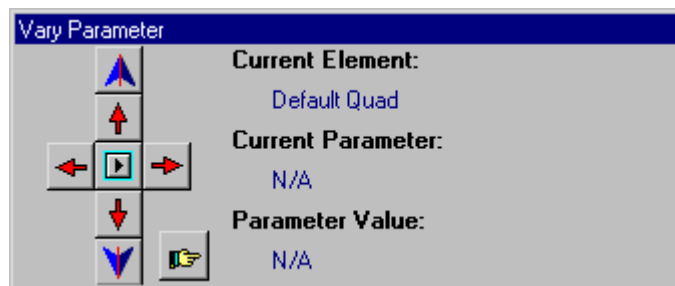 Vary Parameter
Current Element:
Default Quad
Current Parameter:
N/A
Parameter Value:
N/A